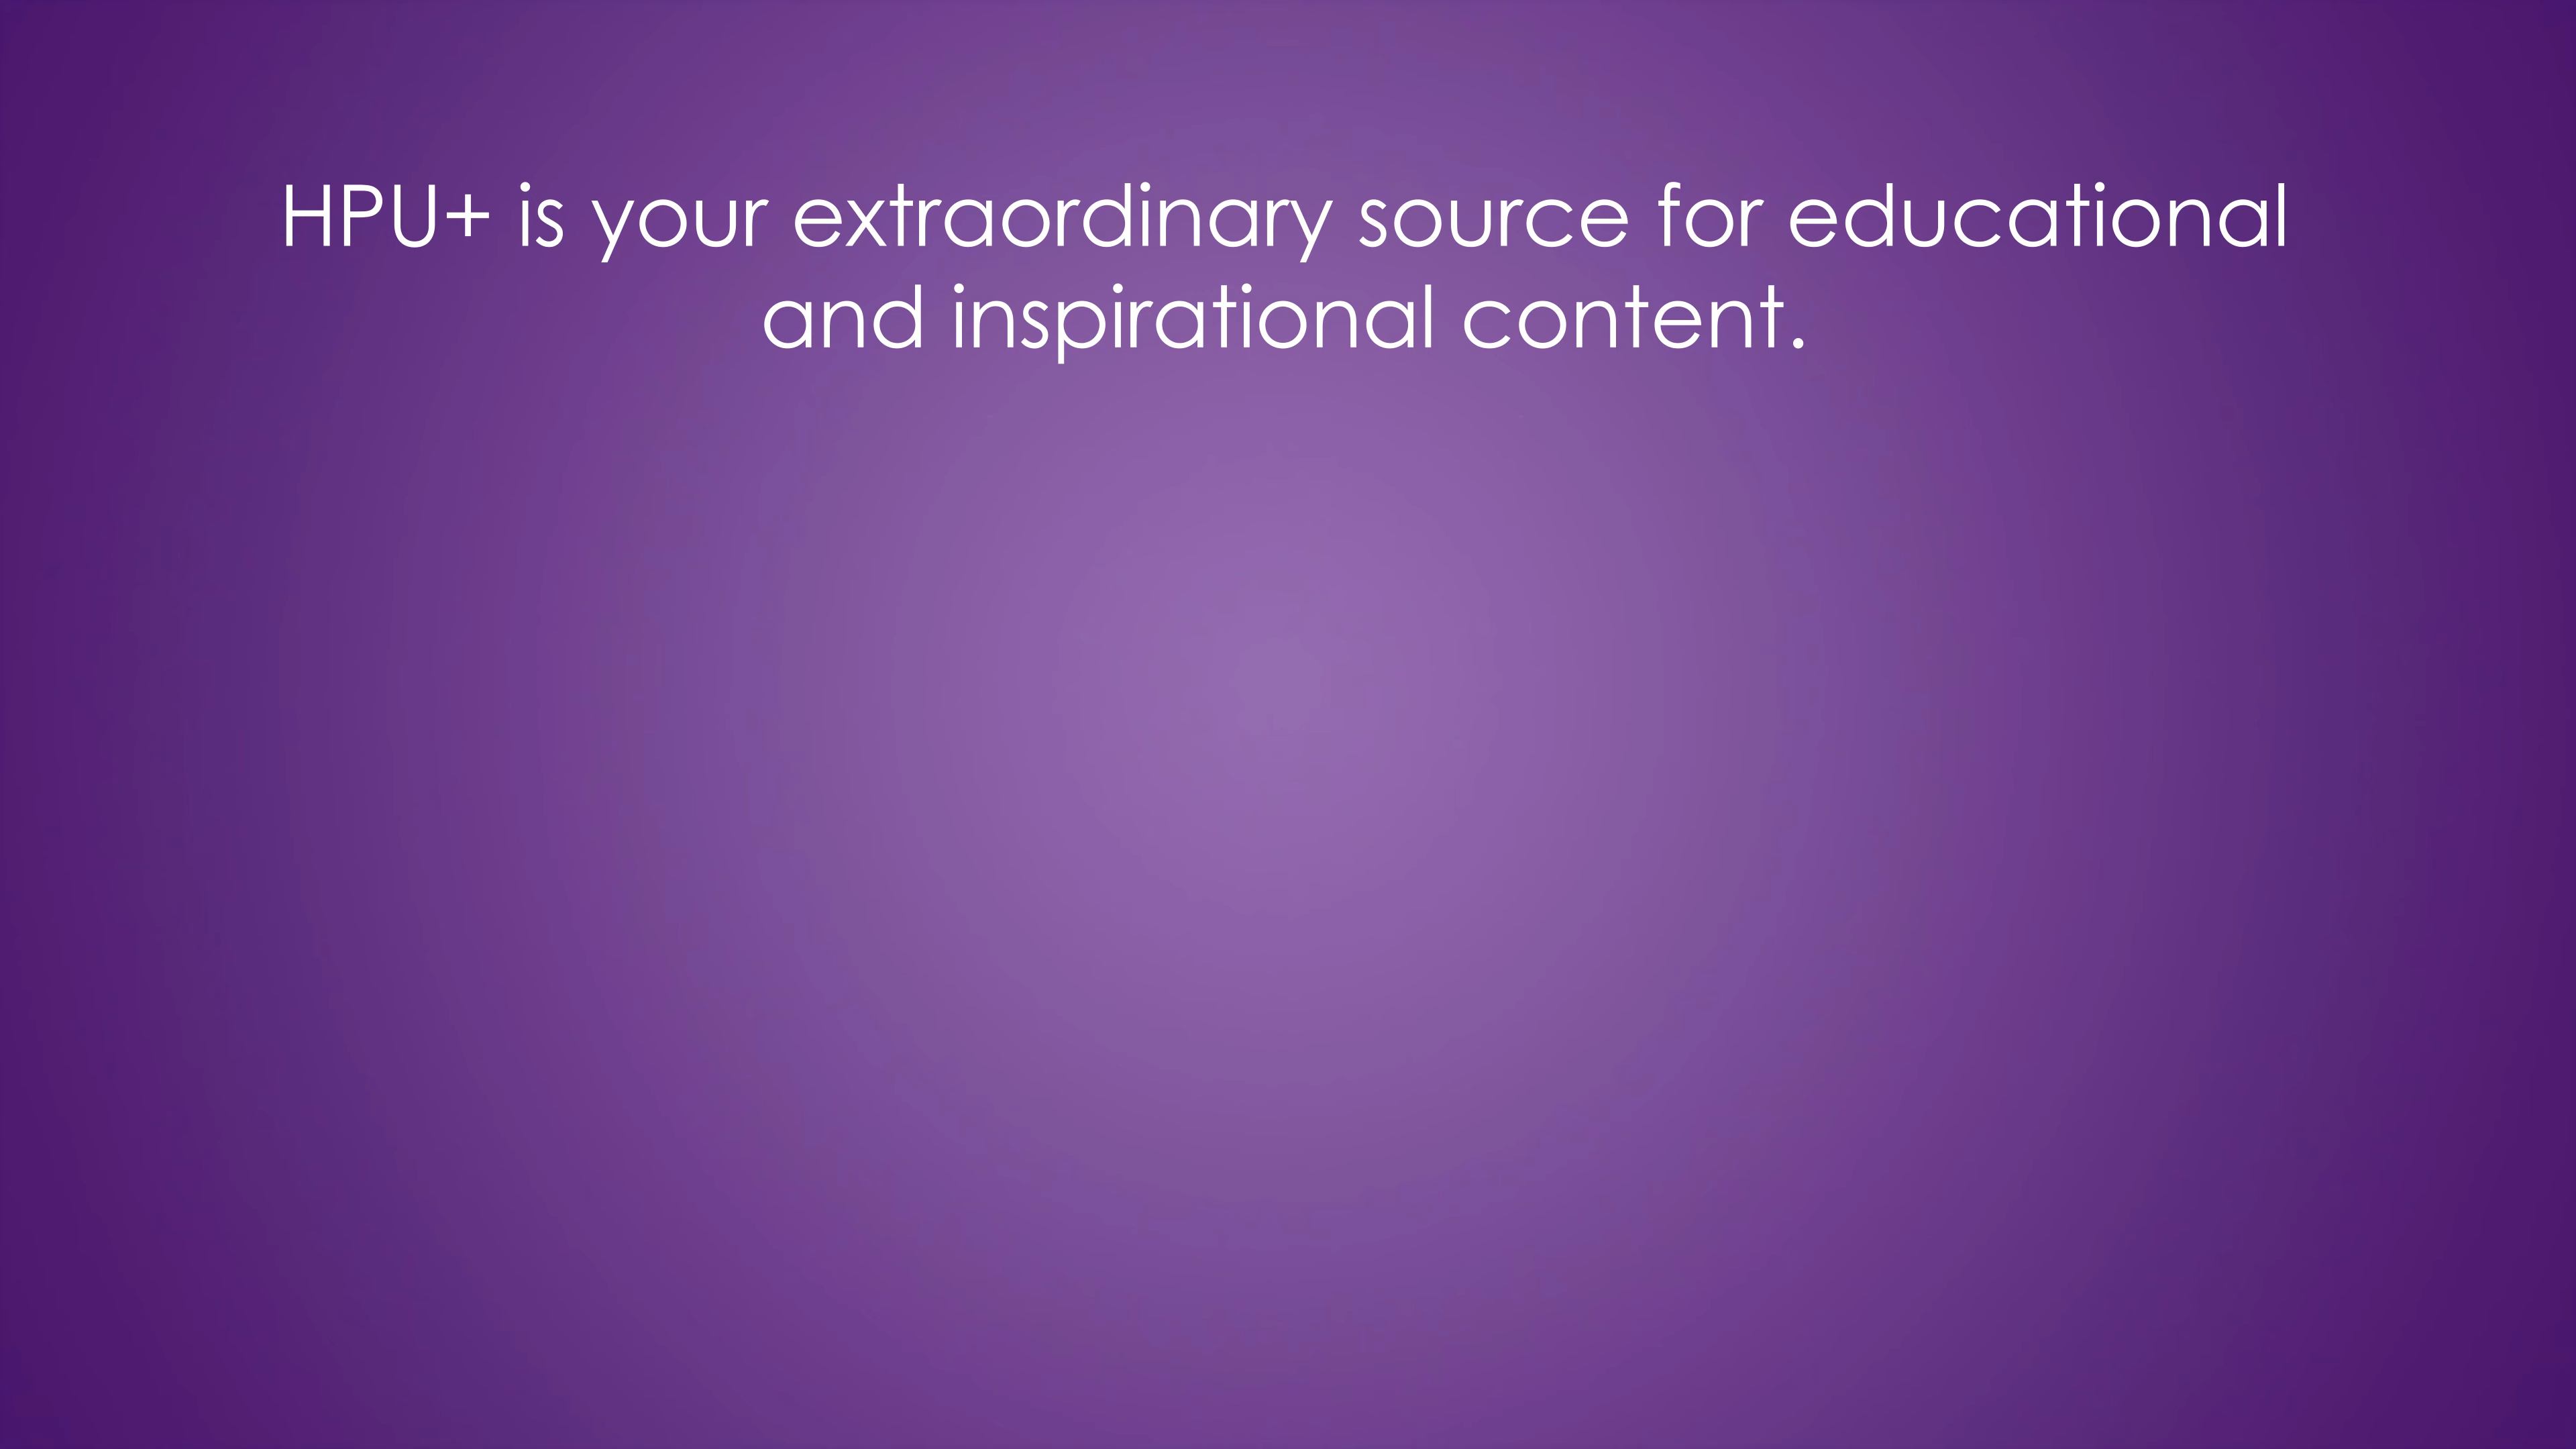 HPU+ is your extraordinary source for educational
and inspirational content.